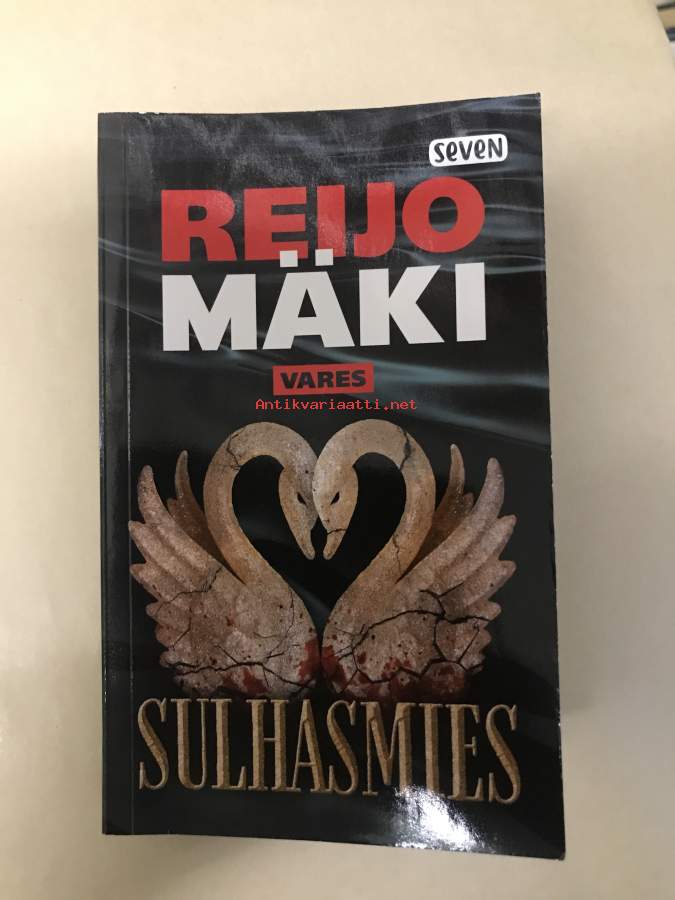 seven
REIJO
MÄKI
VARES
Antikvariaatti.net
SULHASMIES